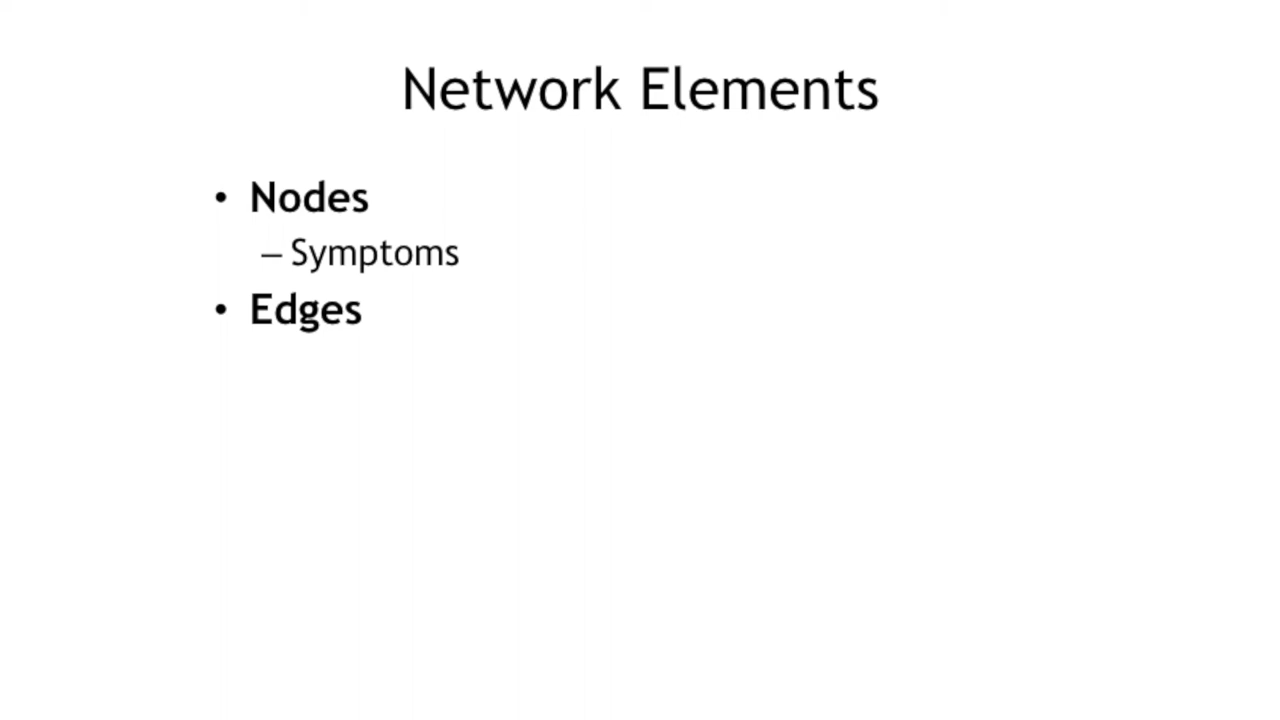 Network Elements
• Nodes
– Symptoms
• Edges